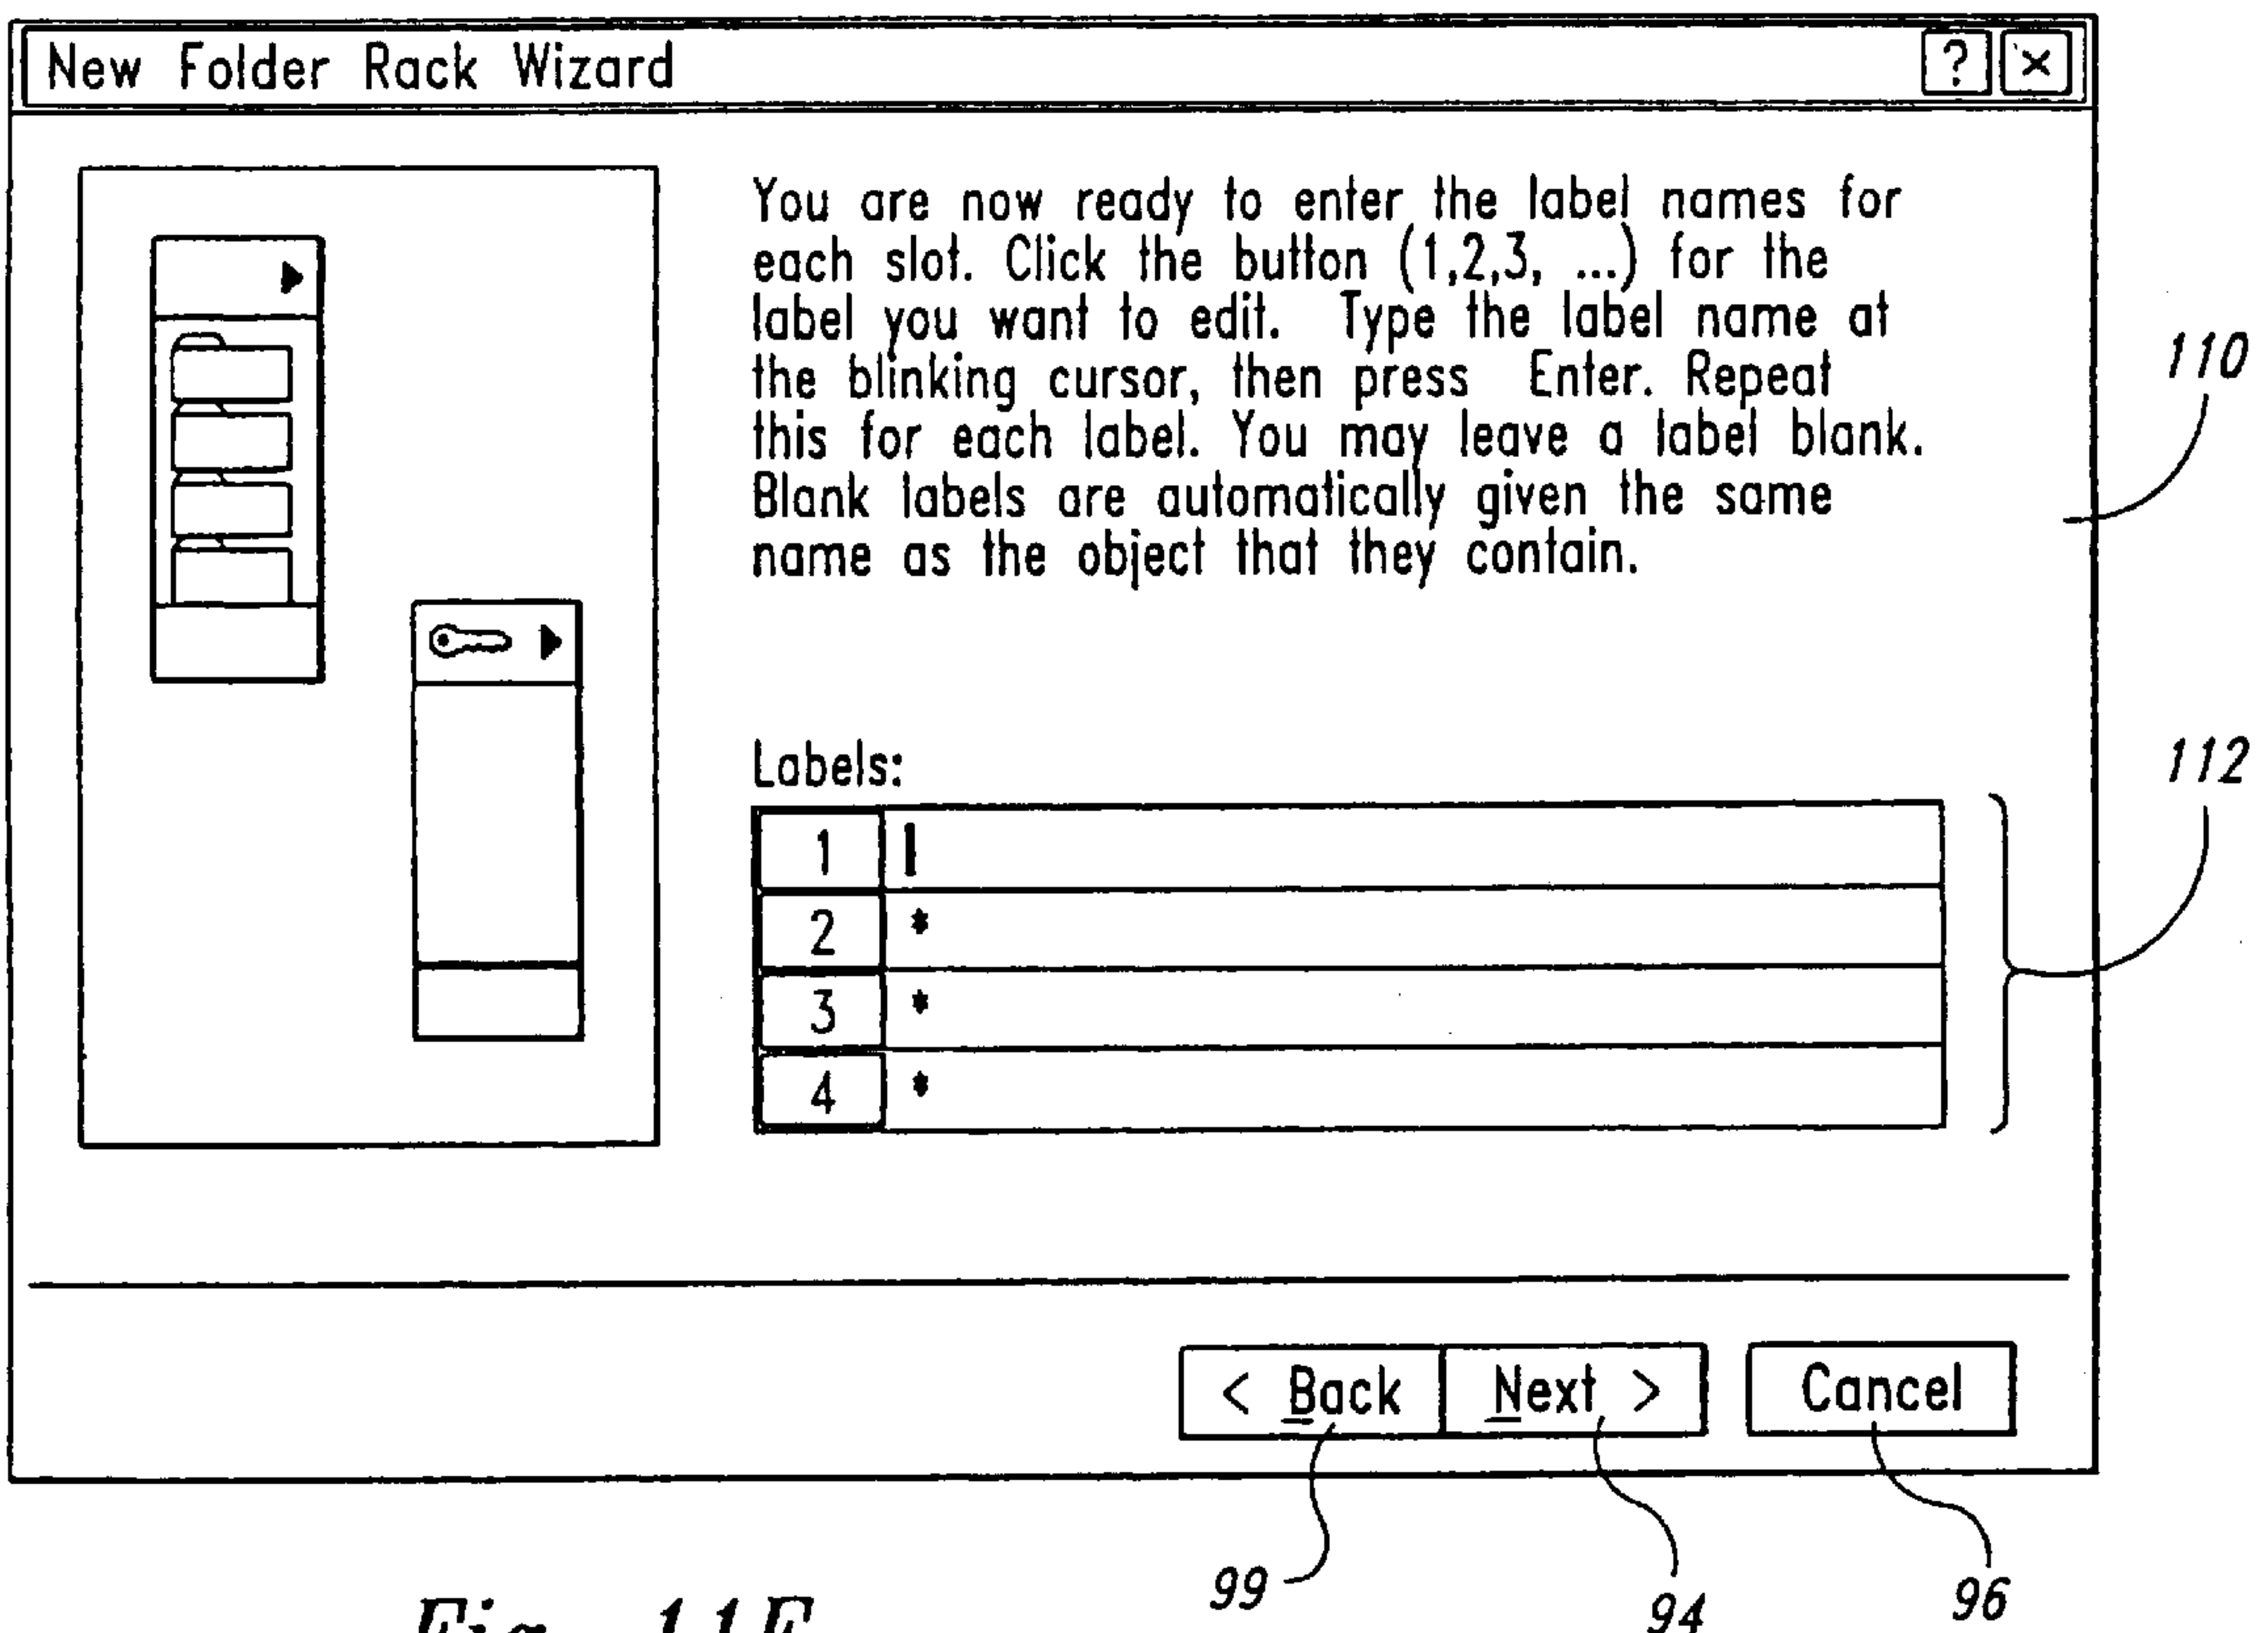 New Folder Rack Wizard ? ×
You are now ready to enter the label names for
each slot. Click the button (1,2,3, ...) for the
label you want to edit. Type the label name at
the blinking cursor, then press Enter. Repeat
this for each label. You may leave a label blank.
Blank labels are automatically given the same
name as the object that they contain.
110
Labels:
112
1
2 *
3 *
4 *
< Back Next > Cancel
99 94 96
Fig.